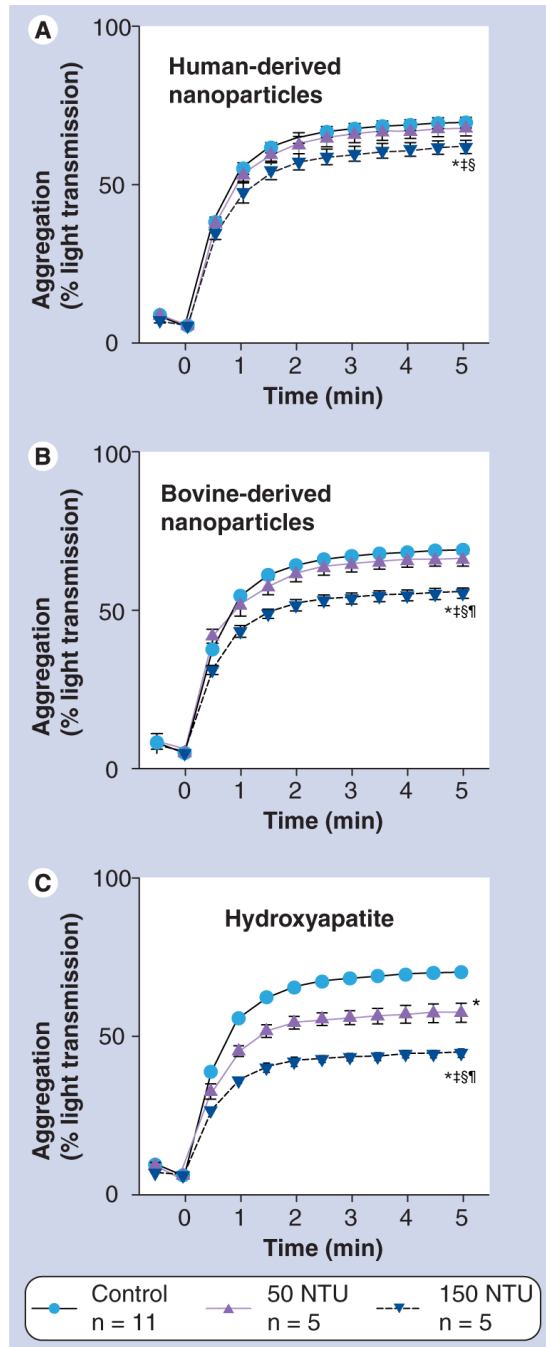 A
Human-derived
nanoparticles
100
50
0
Aggregation
(% light transmission)
*‡§
0 1 2 3 4 5
Time (min)
B
Bovine-derived
nanoparticles
100
50
0
Aggregation
(% light transmission)
*‡§¶
0 1 2 3 4 5
Time (min)
C
Hydroxyapatite
100
50
0
Aggregation
(% light transmission)
*
*‡§¶
0 1 2 3 4 5
Time (min)
Control 50 NTU 150 NTU
n = 11 n = 5 n = 5